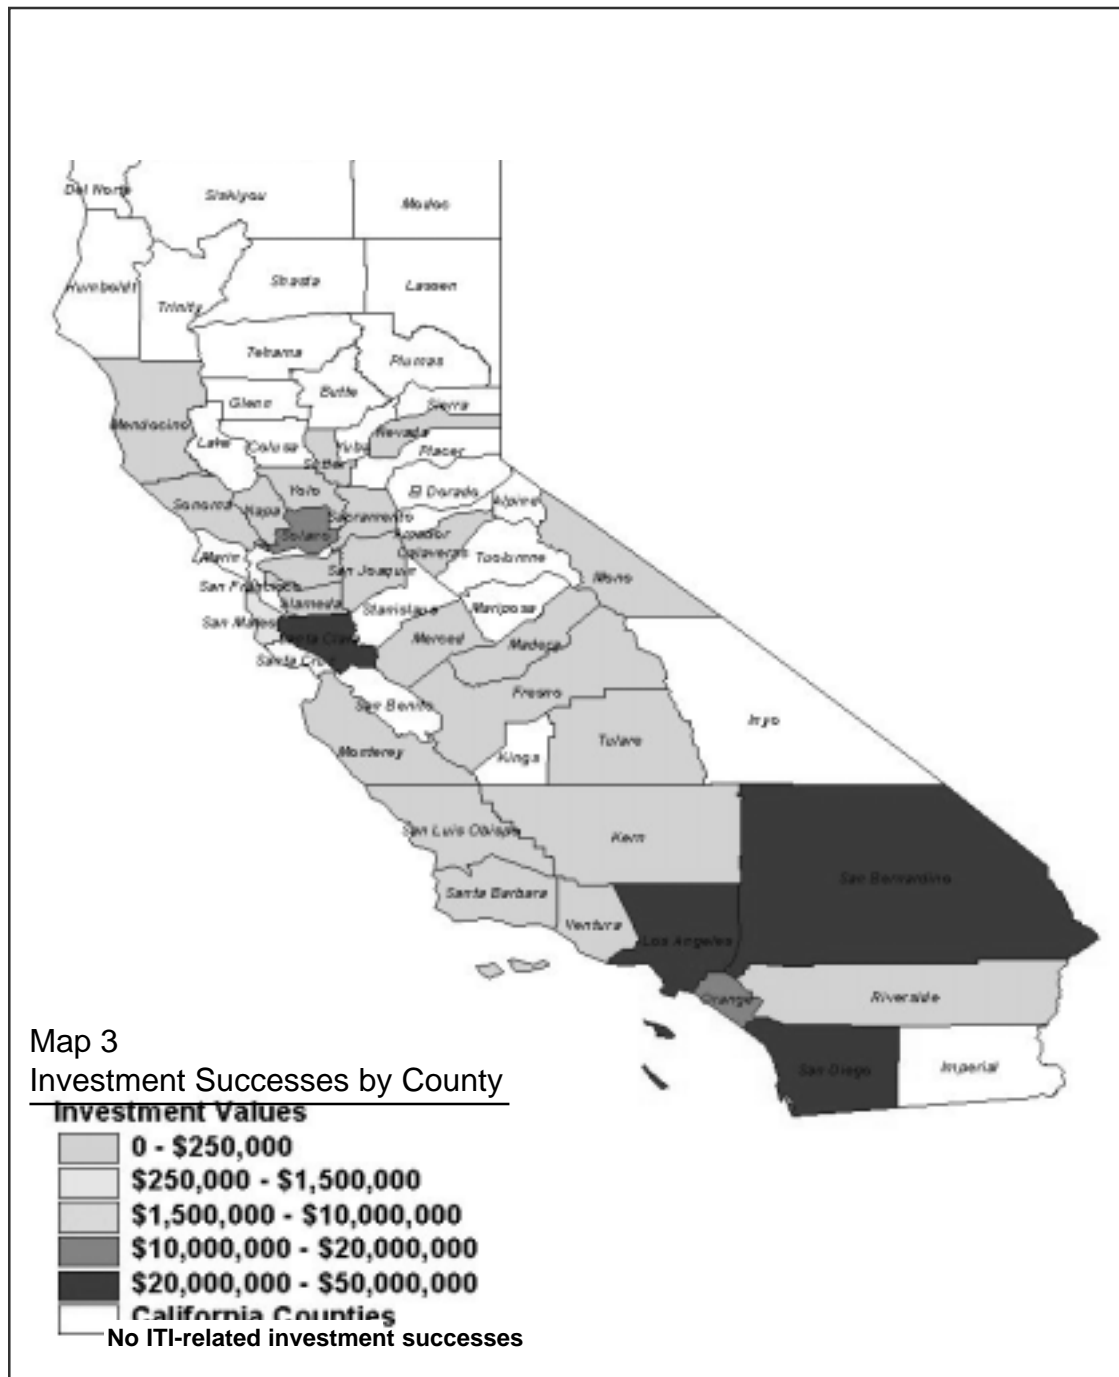 Del Norte
Siskiyou
Modoc
Humboldt
Trinity
Shasta
Lassen
Tehama
Plumas
Butte
Glenn
Sierra
Mendocino
Lake
Colusa
Yuba
Nevada
Placer
Sutter
Sonoma
Napa
Yolo
El Dorado
Alpine
Sacramento
Amador
Solano
Calaveras
Tuolumne
Marin
San Joaquin
Mono
San Francisco
Alameda
Stanislaus
Mariposa
San Mateo
Santa Clara
Merced
Madera
Santa Cruz
San Benito
Fresno
Inyo
Monterey
Kings
Tulare
San Luis Obispo
Kern
San Bernardino
Santa Barbara
Ventura
Los Angeles
Orange
Riverside
San Diego
Imperial
Map 3
Investment Successes by County
Investment Values
0 - $250,000
$250,000 - $1,500,000
$1,500,000 - $10,000,000
$10,000,000 - $20,000,000
$20,000,000 - $50,000,000
California Counties
No ITI-related investment successes